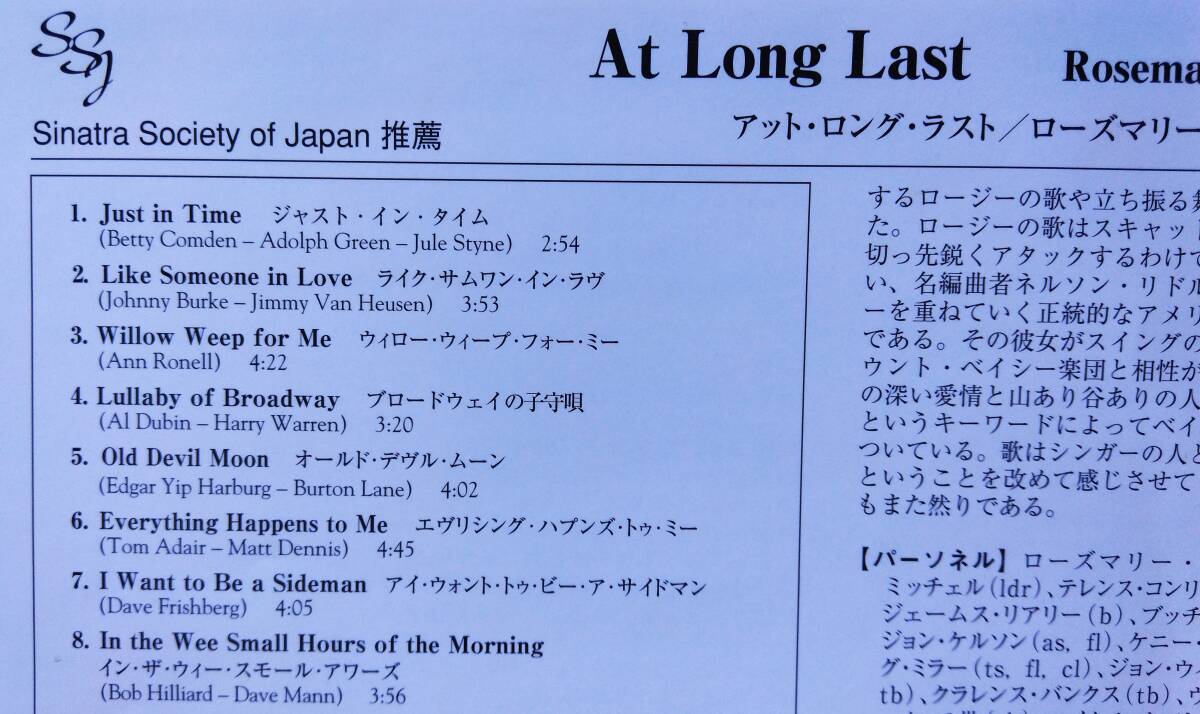 SSJ
Sinatra Society of Japan 推薦
At Long Last
アット・ロング・ラスト／ローズマリー
1. Just in Time ジャスト・イン・タイム
(Betty Comden – Adolph Green – Jule Styne) 2:54
2. Like Someone in Love ライク・サムワン・イン・ラヴ
(Johnny Burke – Jimmy Van Heusen) 3:53
3. Willow Weep for Me ウィロー・ウィープ・フォー・ミー
(Ann Ronell) 4:22
4. Lullaby of Broadway ブロードウェイの子守唄
(Al Dubin – Harry Warren) 3:20
5. Old Devil Moon オールド・デヴル・ムーン
(Edgar Yip Harburg – Burton Lane) 4:02
6. Everything Happens to Me エヴリシング・ハプンズ・トゥ・ミー
(Tom Adair – Matt Dennis) 4:45
7. I Want to Be a Sideman アイ・ウォント・トゥ・ビー・ア・サイドマン
(Dave Frishberg) 4:05
8. In the Wee Small Hours of the Morning
イン・ザ・ウィー・スモール・アワーズ
(Bob Hilliard – Dave Mann) 3:56
するロージーの歌や立ち振る
た。ロージーの歌はスキャット
切っ先鋭くアタックするわけで
い、名編曲者ネルソン・リドル
ーを重ねていく正統的なアメリ
である。その彼女がスイングの
ウント・ベイシー楽団と相性が
の深い愛情と山あり谷ありの人
というキーワードによってベイ
ついている。歌はシンガーの人と
ということを改めて感じさせて
もまた然りである。
【パーソネル】ローズマリー・
ミッチェル(ldr)、テレンス・コンリ
ジェームス・リアリー(b)、ブッチ
ジョン・ケルソン(as, fl)、ケニー・
グ・ミラー(ts, fl, cl)、ジョン・ウィ
tb)、クラレンス・バンクス(tb)、